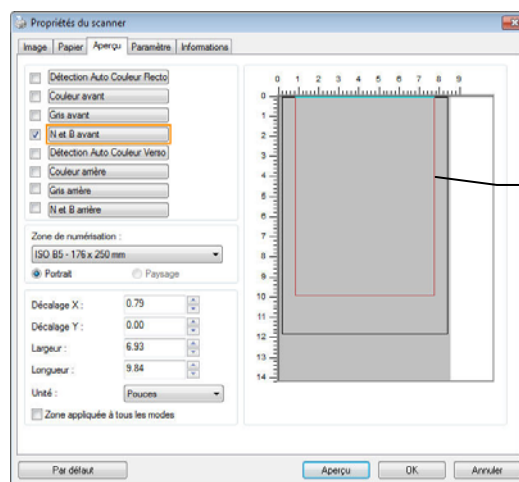 Propriétés du scanner
Image Papier Aperçu Paramètre Informations
Détection Auto Couleur Recto
Couleur avant
Gris avant
N et B avant
Détection Auto Couleur Verso
Couleur arrière
Gris arrière
N et B arrière
Zone de numérisation :
ISO B5 - 176 x 250 mm
Portrait Paysage
Décalage X : 0.79
Décalage Y : 0.00
Largeur : 6.93
Longueur : 9.84
Unité : Pouces
Zone appliquée à tous les modes
0 1 2 3 4 5 6 7 8 9
0
1
2
3
4
5
6
7
8
9
10
11
12
13
14
Par défaut Aperçu OK Annuler